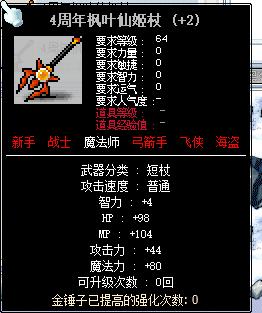 4周年枫叶仙姬杖 (+2)
要求等级 : 64
要求力量 : 0
要求敏捷 : 0
要求智力 : 0
要求运气 : 0
要求人气度 : -
道具等级 : -
道具经验值 : -
新手 战士 魔法师 弓箭手 飞侠 海盗
武器分类 : 短杖
攻击速度 : 普通
智力 : +4
HP : +98
MP : +104
攻击力 : +44
魔法力 : +80
可升级次数 : 0回
金锤子已提高的强化次数: 0